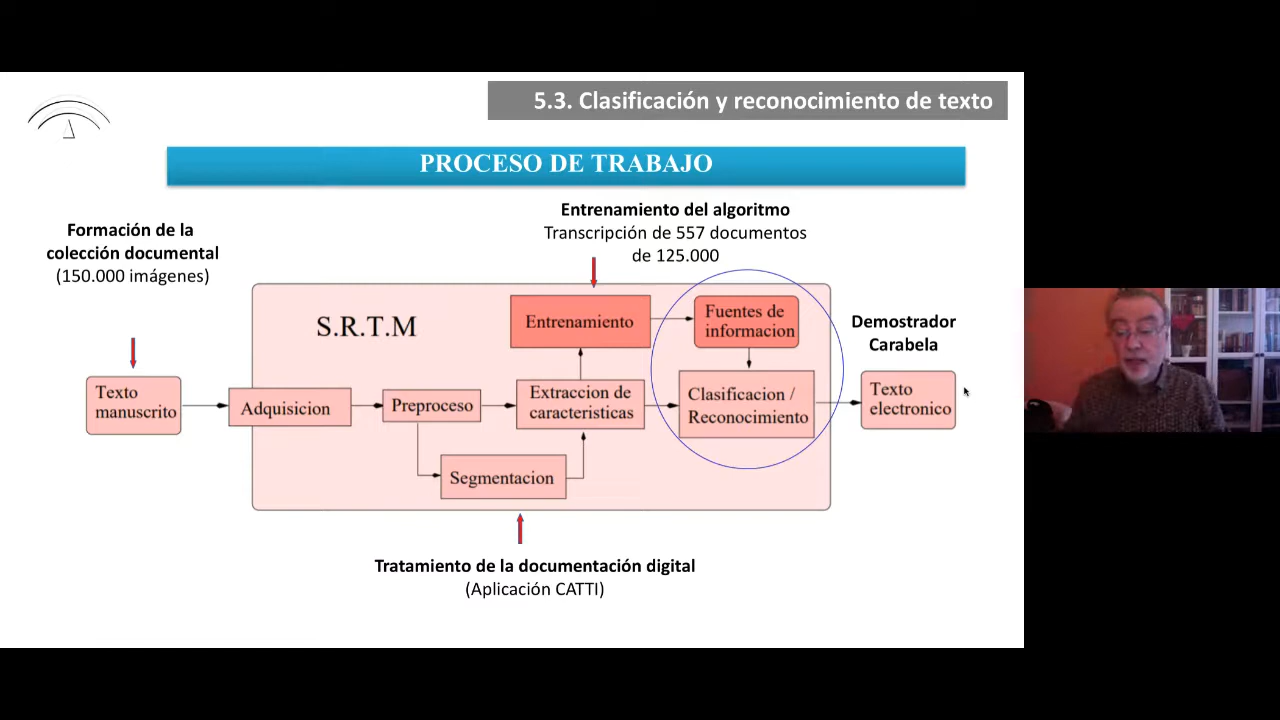 5.3. Clasificación y reconocimiento de texto
PROCESO DE TRABAJO
Formación de la
colección documental
(150.000 imágenes)
Entrenamiento del algoritmo
Transcripción de 557 documentos
de 125.000
S.R.T.M
Entrenamiento
Fuentes de
informacion
Demostrador
Carabela
Texto
manuscrito
Adquisicion
Preproceso
Extraccion de
caracteristicas
Clasificacion /
Reconocimiento
Texto
electronico
Segmentacion
Tratamiento de la documentación digital
(Aplicación CATTI)